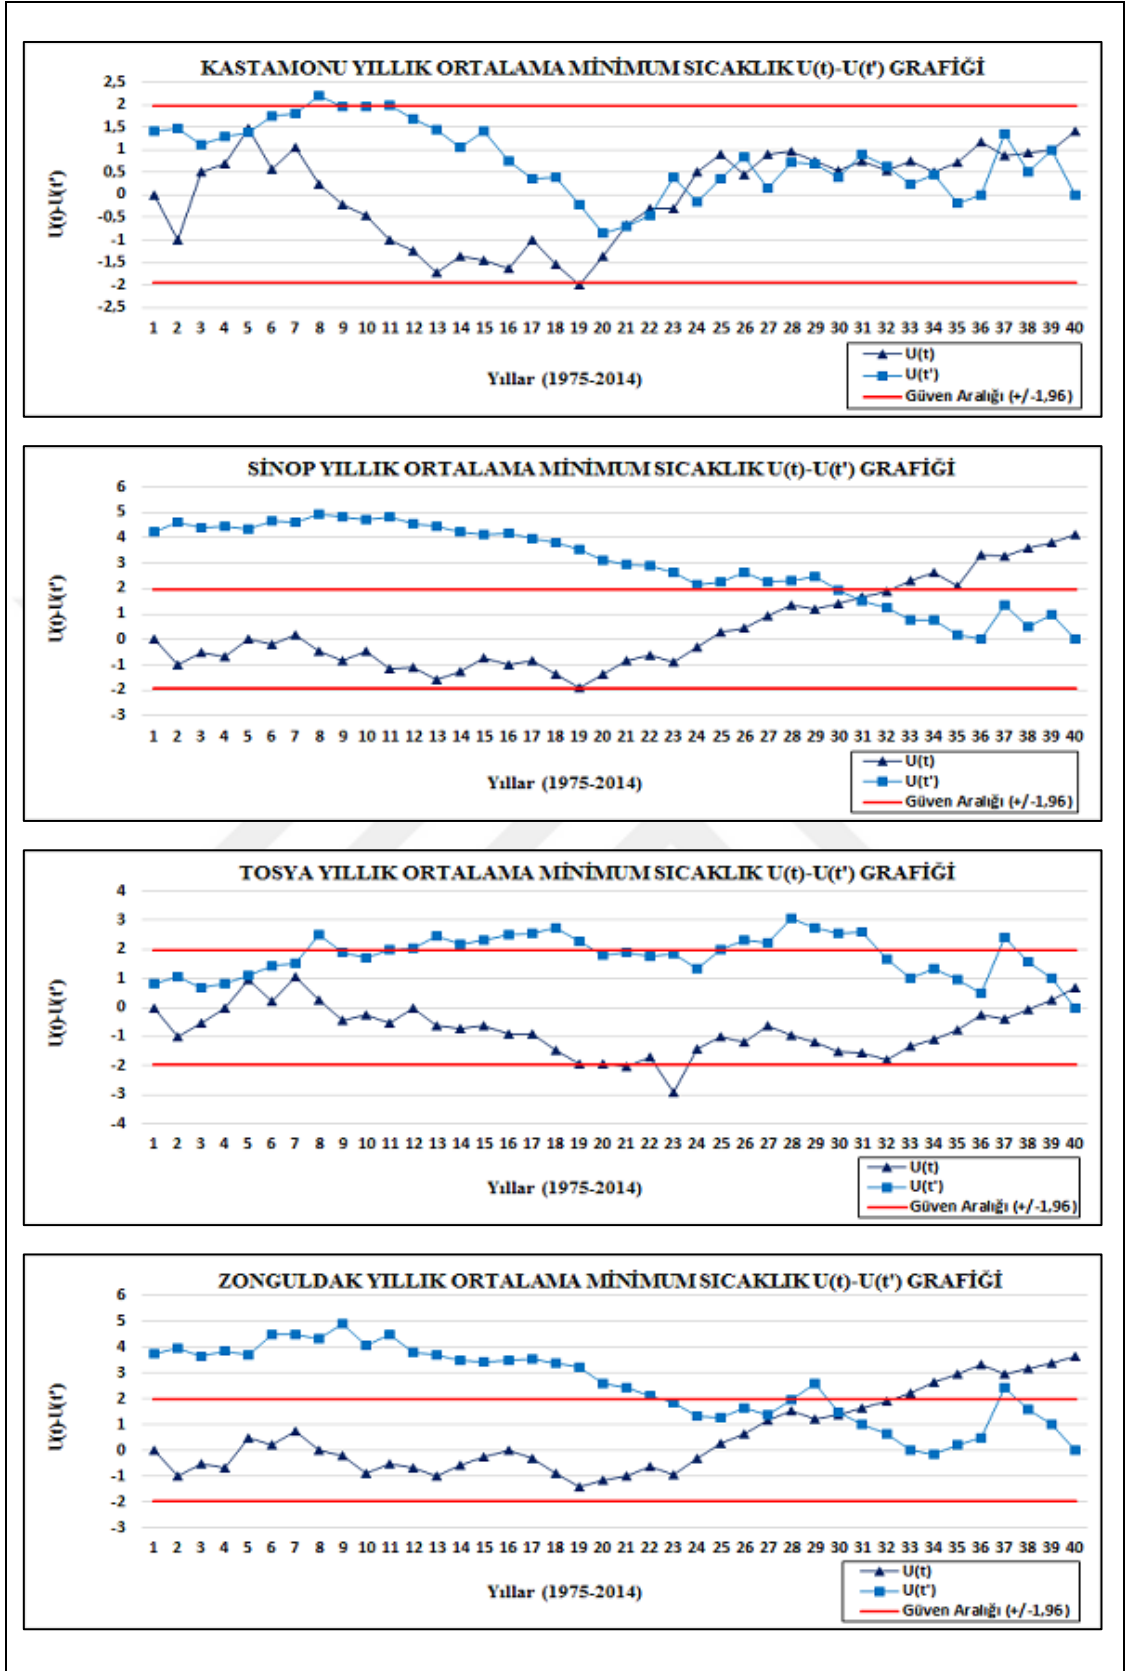 KASTAMONU YILLIK ORTALAMA MİNİMUM SICAKLIK U(t)-U(t') GRAFİĞİ
2,5
2
1,5
1
0,5
0
-0,5
-1
-1,5
-2
-2,5
U(t)-U(t')
1 2 3 4 5 6 7 8 9 10 11 12 13 14 15 16 17 18 19 20 21 22 23 24 25 26 27 28 29 30 31 32 33 34 35 36 37 38 39 40
Yıllar (1975-2014)
U(t)
U(t')
Güven Aralığı (+/-1,96)
SİNOP YILLIK ORTALAMA MİNİMUM SICAKLIK U(t)-U(t') GRAFİĞİ
6
5
4
3
2
1
0
-1
-2
-3
U(t)-U(t')
1 2 3 4 5 6 7 8 9 10 11 12 13 14 15 16 17 18 19 20 21 22 23 24 25 26 27 28 29 30 31 32 33 34 35 36 37 38 39 40
Yıllar (1975-2014)
U(t)
U(t')
Güven Aralığı (+/-1,96)
TOSYA YILLIK ORTALAMA MİNİMUM SICAKLIK U(t)-U(t') GRAFİĞİ
4
3
2
1
0
-1
-2
-3
-4
U(t)-U(t')
1 2 3 4 5 6 7 8 9 10 11 12 13 14 15 16 17 18 19 20 21 22 23 24 25 26 27 28 29 30 31 32 33 34 35 36 37 38 39 40
Yıllar (1975-2014)
U(t)
U(t')
Güven Aralığı (+/-1,96)
ZONGULDAK YILLIK ORTALAMA MİNİMUM SICAKLIK U(t)-U(t') GRAFİĞİ
6
5
4
3
2
1
0
-1
-2
-3
U(t)-U(t')
1 2 3 4 5 6 7 8 9 10 11 12 13 14 15 16 17 18 19 20 21 22 23 24 25 26 27 28 29 30 31 32 33 34 35 36 37 38 39 40
Yıllar (1975-2014)
U(t)
U(t')
Güven Aralığı (+/-1,96)